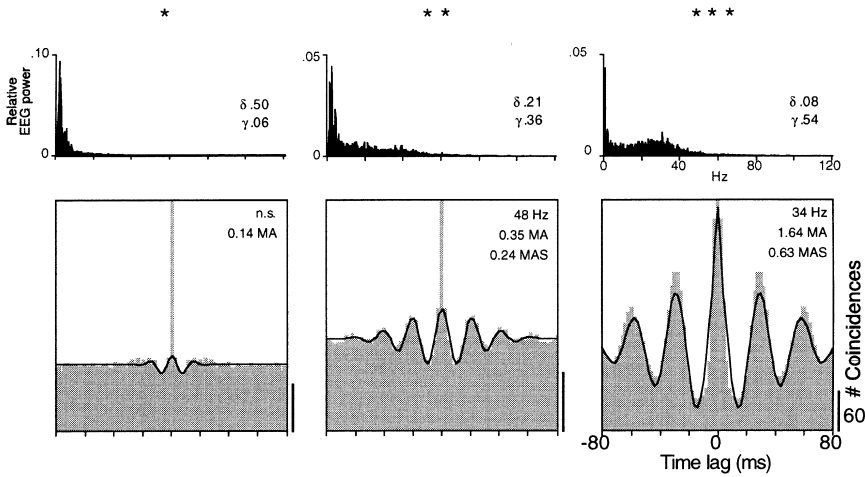 *
* *
* * *
Relative
EEG power
.10
0
δ .50
γ .06
.05
0
δ .21
γ .36
.05
0
δ .08
γ .54
0 40 80 120
Hz
n.s.
0.14 MA
48 Hz
0.35 MA
0.24 MAS
34 Hz
1.64 MA
0.63 MAS
# Coincidences
60
-80 0 80
Time lag (ms)